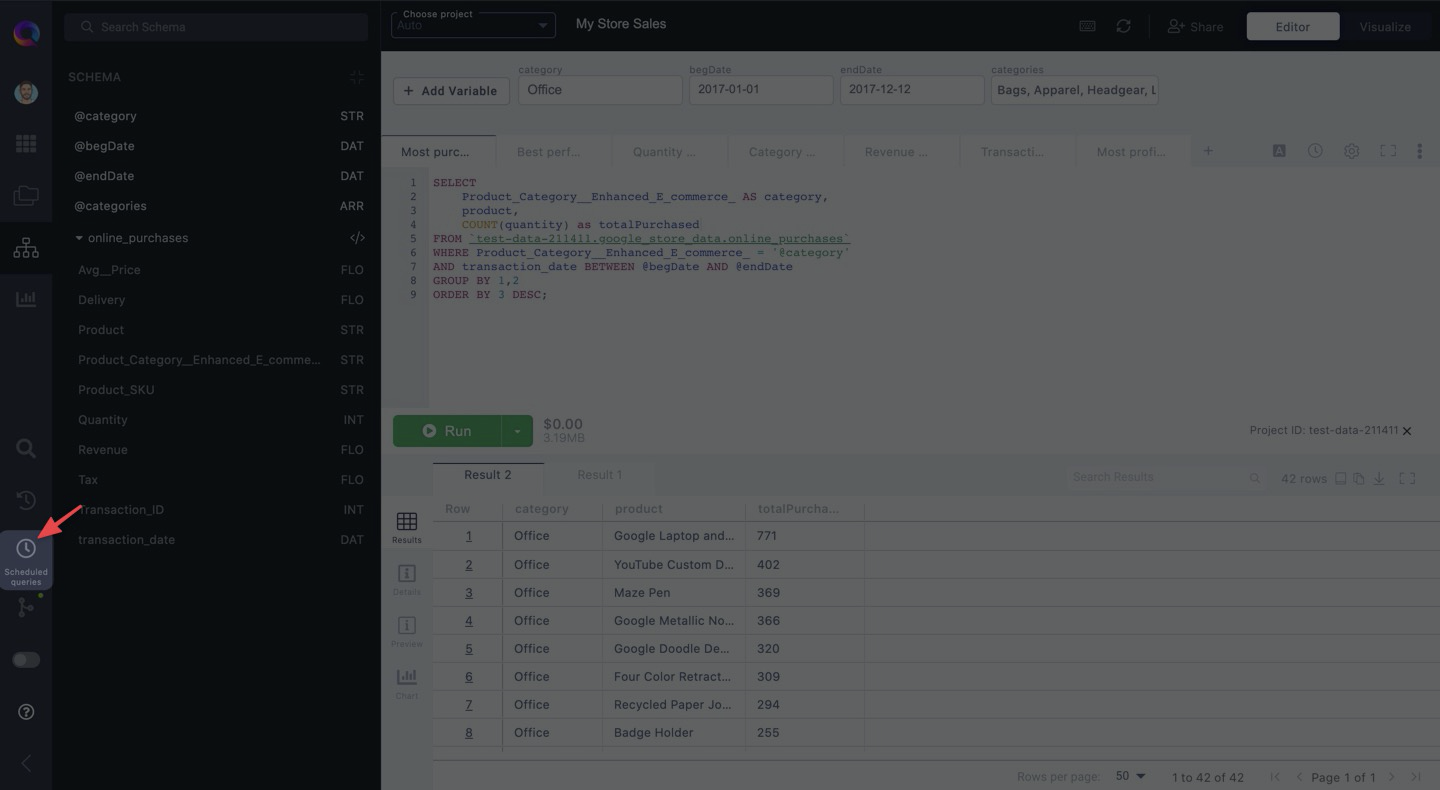 Choose project
Auto
My Store Sales
Share
Editor
Visualize
Search Schema
SCHEMA
@category STR
@begDate DAT
@endDate DAT
@categories ARR
online_purchases </>
Avg__Price FLO
Delivery FLO
Product STR
Product_Category__Enhanced_E_comme... STR
Product_SKU STR
Quantity INT
Revenue FLO
Tax FLO
Transaction_ID INT
transaction_date DAT
Scheduled
queries
+ Add Variable
category
Office
begDate
2017-01-01
endDate
2017-12-12
categories
Bags, Apparel, Headgear, L
Most purc... Best perf... Quantity ... Category ... Revenue ... Transacti... Most profi... + A
1 SELECT
2 Product_Category__Enhanced_E_commerce_ AS category,
3 product,
4 COUNT(quantity) as totalPurchased
5 FROM `test-data-211411.google_store_data.online_purchases`
6 WHERE Product_Category__Enhanced_E_commerce_ = '@category'
7 AND transaction_date BETWEEN @begDate AND @endDate
8 GROUP BY 1,2
9 ORDER BY 3 DESC;
Run
$0.00
3.19MB
Project ID: test-data-211411
Result 2 Result 1
Search Results
42 rows
Results
Details
Preview
Chart
Row category product totalPurcha...
1 Office Google Laptop and... 771
2 Office YouTube Custom D... 402
3 Office Maze Pen 369
4 Office Google Metallic No... 366
5 Office Google Doodle De... 320
6 Office Four Color Retract... 309
7 Office Recycled Paper Jo... 294
8 Office Badge Holder 255
Rows per page: 50 1 to 42 of 42 Page 1 of 1